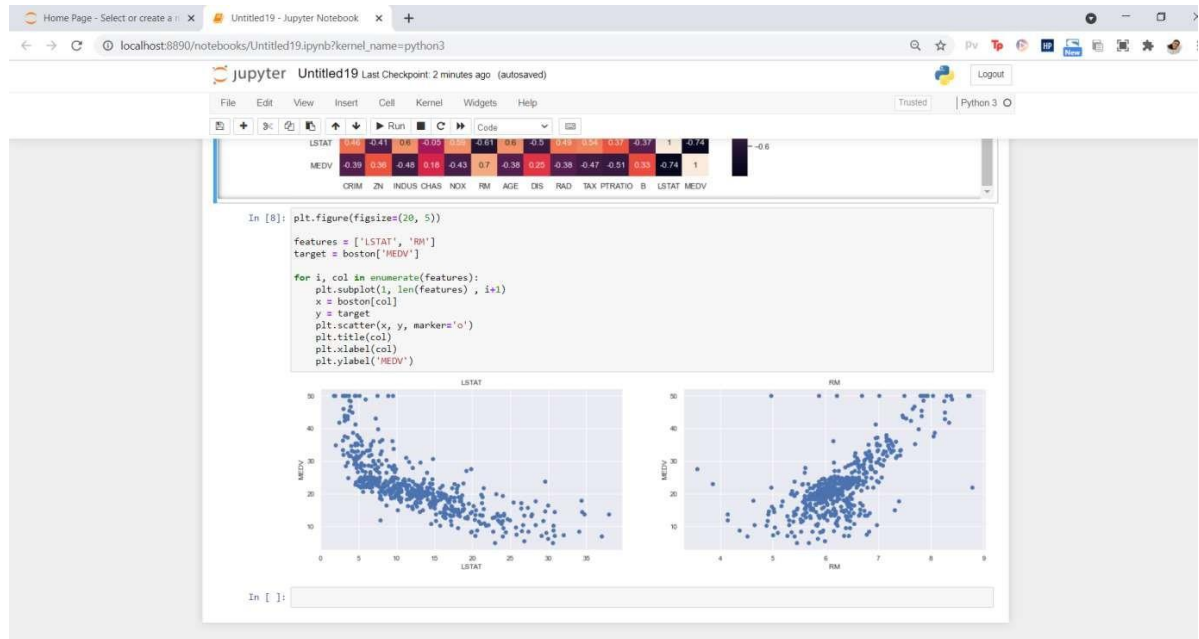 Home Page - Select or create a n
Untitled19 - Jupyter Notebook
localhost:8890/notebooks/Untitled19.ipynb?kernel_name=python3
Pv Tp HP New
jupyter Untitled19 Last Checkpoint: 2 minutes ago (autosaved)
Logout
File Edit View Insert Cell Kernel Widgets Help
Trusted Python 3
Run Code
LSTAT 0.46 -0.41 0.6 -0.05 0.59 -0.61 0.6 -0.5 0.49 0.54 0.37 -0.37 1 -0.74
-0.6
MEDV -0.39 0.36 -0.48 0.18 -0.43 0.7 -0.38 0.25 -0.38 -0.47 -0.51 0.33 -0.74 1
CRIM ZN INDUS CHAS NOX RM AGE DIS RAD TAX PTRATIO B LSTAT MEDV
In [8]: plt.figure(figsize=(20, 5))
features = ['LSTAT', 'RM']
target = boston['MEDV']
for i, col in enumerate(features):
plt.subplot(1, len(features) , i+1)
x = boston[col]
y = target
plt.scatter(x, y, marker='o')
plt.title(col)
plt.xlabel(col)
plt.ylabel('MEDV')
LSTAT
50
40
30
20
10
MEDV
0 5 10 15 20 25 30 35
LSTAT
RM
50
40
30
20
10
MEDV
4 5 6 7 8 9
RM
In [ ]: